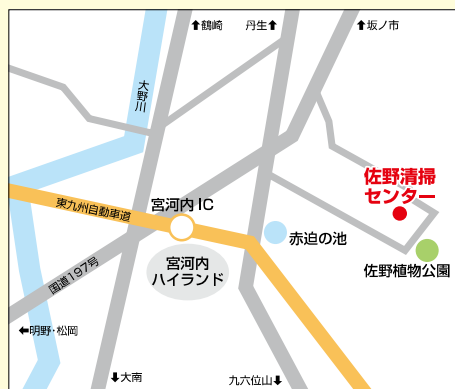 ↑鶴崎
丹生↑
↑坂ノ市
大野川
佐野清掃
センター
東九州自動車道
宮河内IC
赤迫の池
宮河内
ハイランド
佐野植物公園
国道197号
←明野・松岡
↓大南
九六位山↓